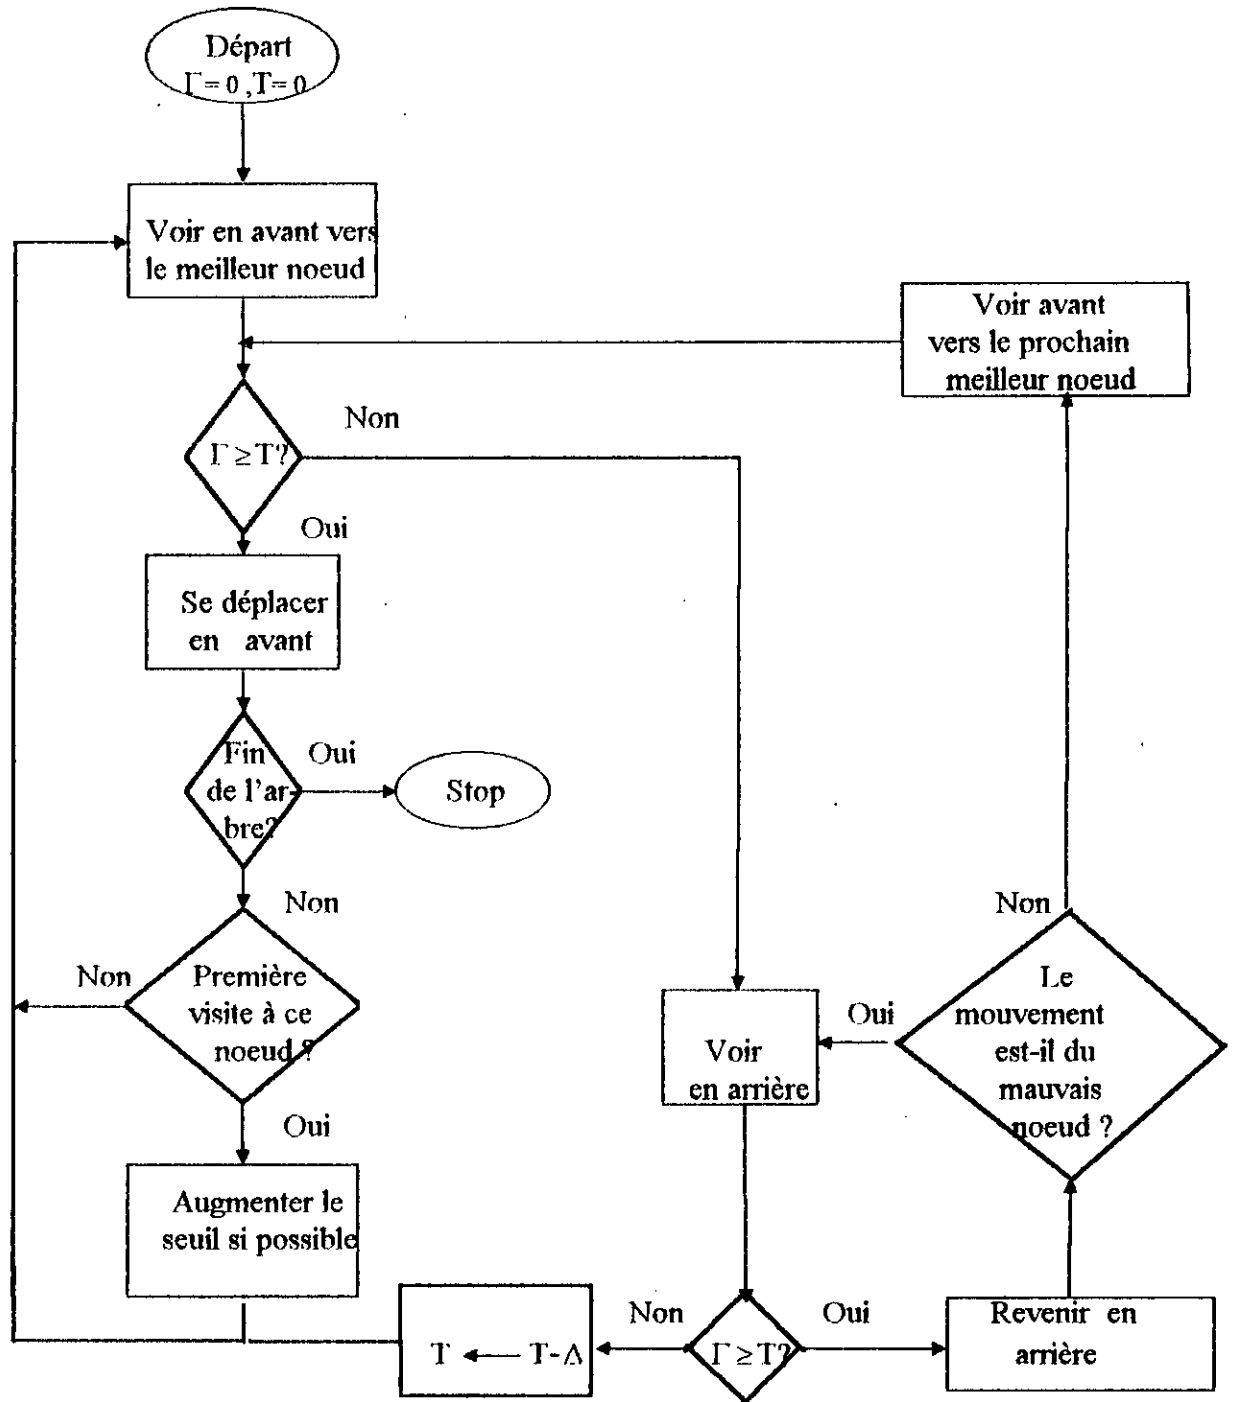 Départ
Γ = 0 , T = 0
Voir en avant vers
le meilleur noeud
Voir avant
vers le prochain
meilleur noeud
Non
Γ ≥ T?
Oui
Se déplacer
en avant
Fin
de l'ar-
bre?
Oui
Stop
Non
Non
Non
Première
visite à ce
noeud ?
Oui
Voir
en arrière
Le
mouvement
est-il du
mauvais
noeud ?
Oui
Augmenter le
seuil si possible
T ← T-Δ
Non
Γ ≥ T?
Oui
Revenir en
arrière